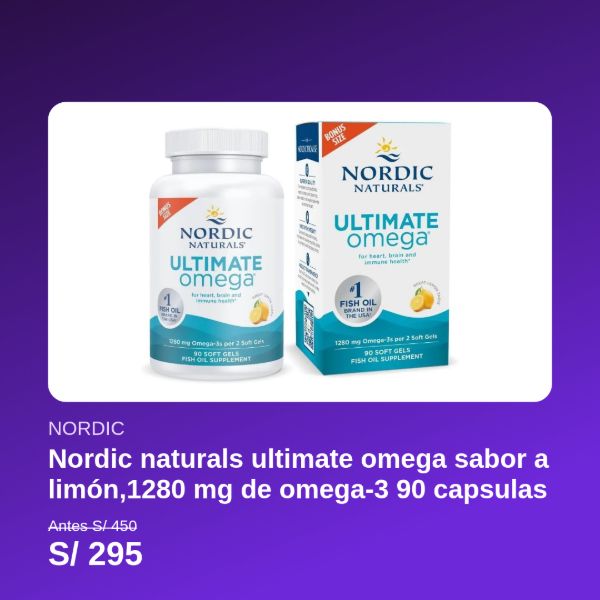 BONUS SIZE
NORDIC
NATURALS®
ULTIMATE
omega®
for heart, brain and
immune health*
#1
FISH OIL
BRAND IN
THE USA‡
1280 mg Omega-3s per 2 Soft Gels
90 SOFT GELS
FISH OIL SUPPLEMENT
BONUS
SIZE
NORDIC
NATURALS®
ULTIMATE
omega®
for heart, brain and
immune health*
#1
FISH OIL
BRAND IN
THE USA‡
1280 mg Omega-3s per 2 Soft Gels
90 SOFT GELS
FISH OIL SUPPLEMENT
NORDIC
Nordic naturals ultimate omega sabor a
limón,1280 mg de omega-3 90 capsulas
Antes S/ 450
S/ 295